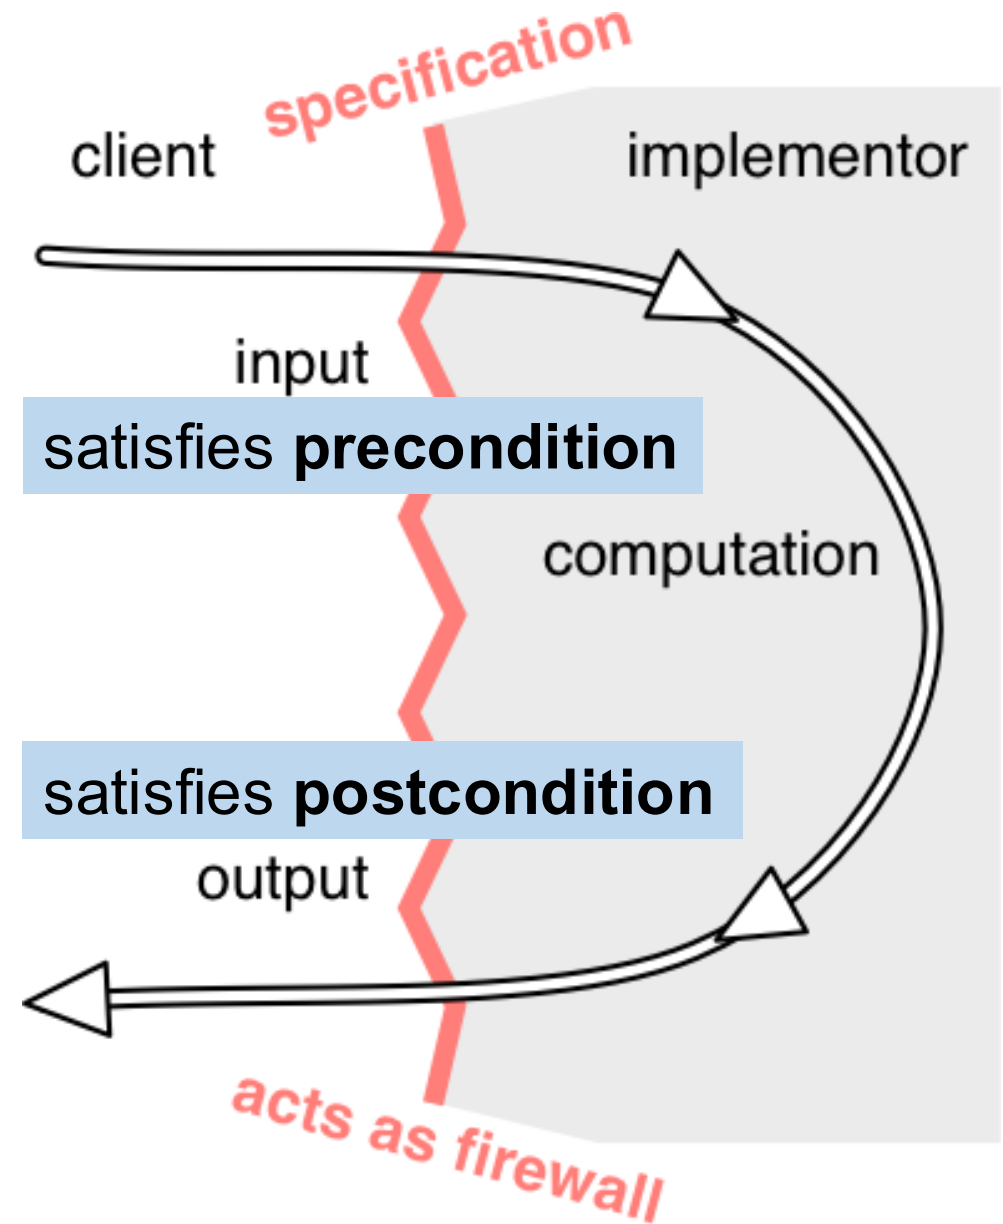 specification
client
implementor
input
satisfies precondition
computation
satisfies postcondition
output
acts as firewall